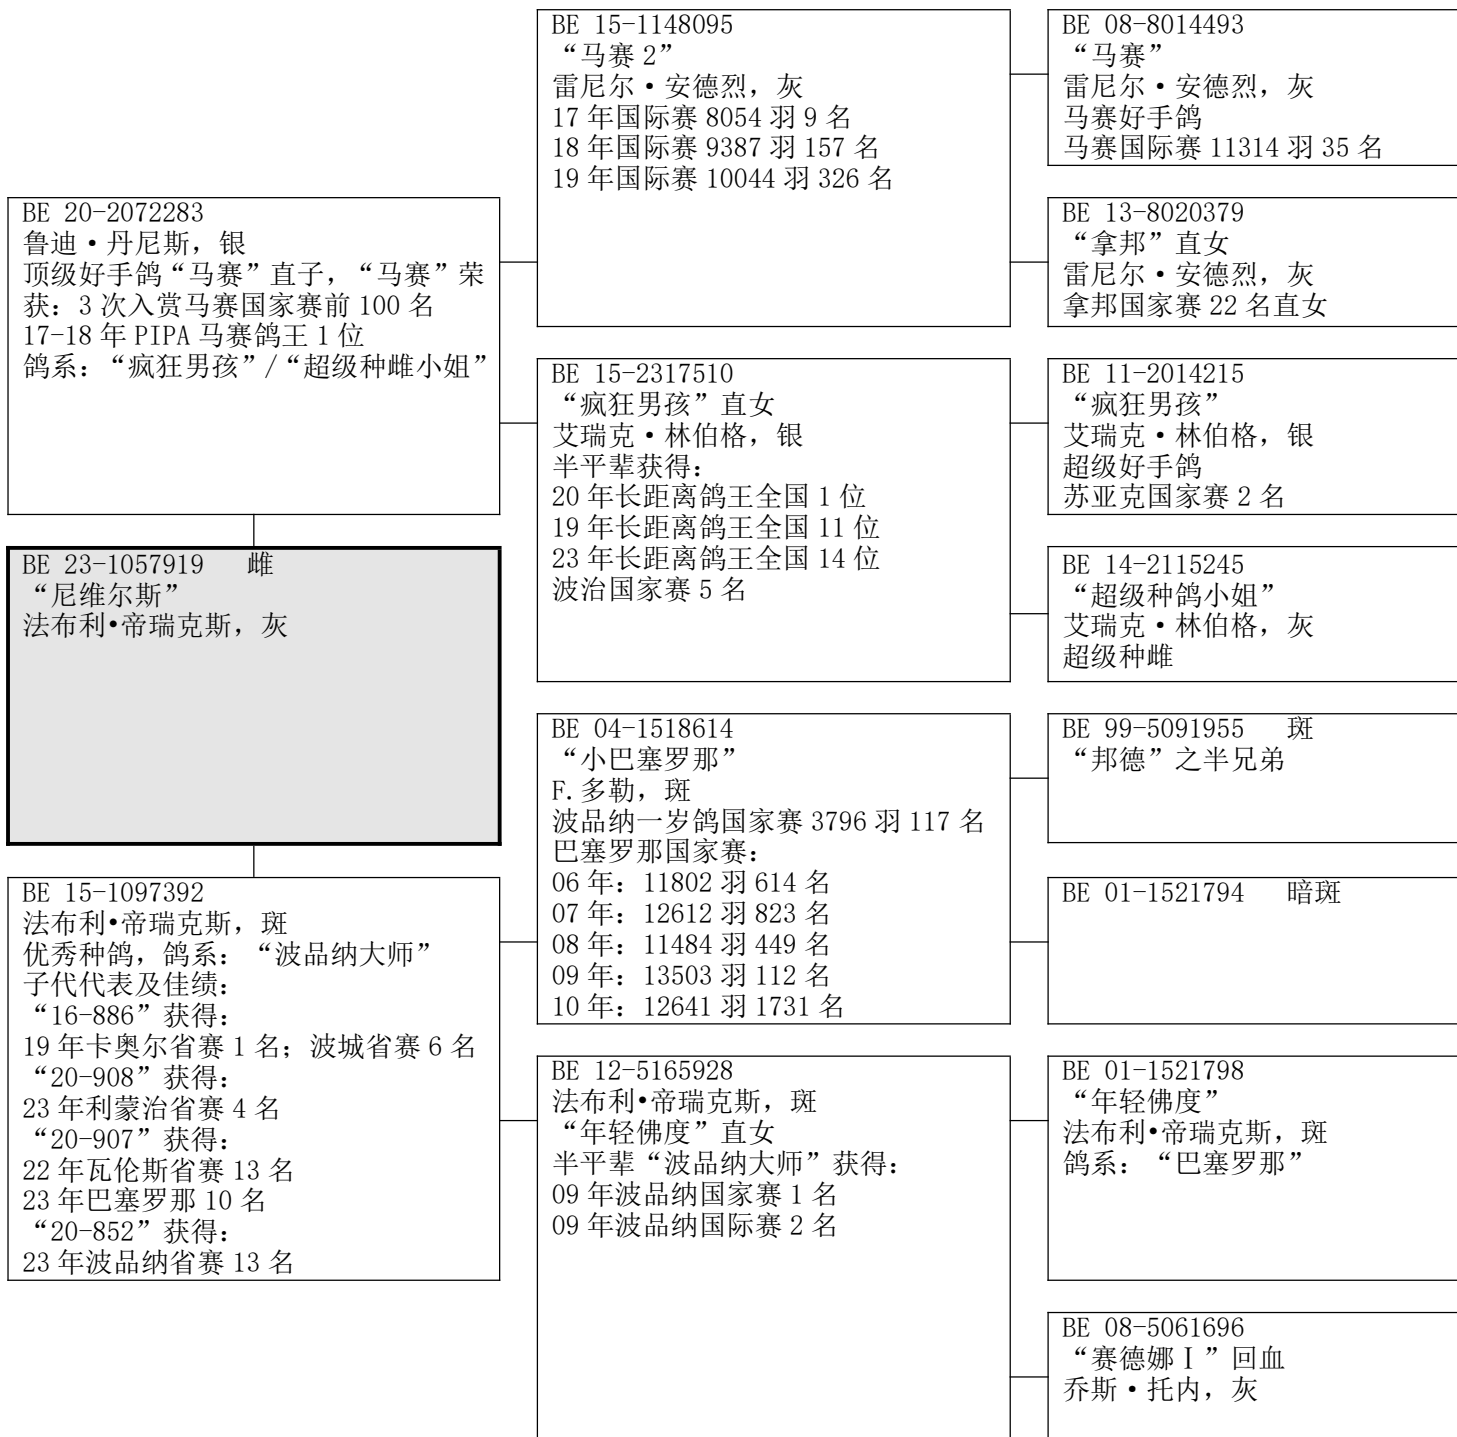 BE 20-2072283
鲁迪·丹尼斯，银
顶级好手鸽“马赛”直子，“马赛”荣
获：3 次入赏马赛国家赛前 100 名
17-18 年 PIPA 马赛鸽王 1 位
鸽系：“疯狂男孩”/“超级种雌小姐”
BE 23-1057919 雌
“尼维尔斯”
法布利•帝瑞克斯，灰
BE 15-1097392
法布利•帝瑞克斯，斑
优秀种鸽，鸽系：“波品纳大师”
子代代表及佳绩：
“16-886”获得：
19 年卡奥尔省赛 1 名；波城省赛 6 名
“20-908”获得：
23 年利蒙治省赛 4 名
“20-907”获得：
22 年瓦伦斯省赛 13 名
23 年巴塞罗那 10 名
“20-852”获得：
23 年波品纳省赛 13 名
BE 15-1148095
“马赛 2”
雷尼尔·安德烈，灰
17 年国际赛 8054 羽 9 名
18 年国际赛 9387 羽 157 名
19 年国际赛 10044 羽 326 名
BE 15-2317510
“疯狂男孩”直女
艾瑞克·林伯格，银
半平辈获得：
20 年长距离鸽王全国 1 位
19 年长距离鸽王全国 11 位
23 年长距离鸽王全国 14 位
波治国家赛 5 名
BE 04-1518614
“小巴塞罗那”
F.多勒，斑
波品纳一岁鸽国家赛 3796 羽 117 名
巴塞罗那国家赛：
06 年：11802 羽 614 名
07 年：12612 羽 823 名
08 年：11484 羽 449 名
09 年：13503 羽 112 名
10 年：12641 羽 1731 名
BE 12-5165928
法布利•帝瑞克斯，斑
“年轻佛度”直女
半平辈“波品纳大师”获得：
09 年波品纳国家赛 1 名
09 年波品纳国际赛 2 名
BE 08-8014493
“马赛”
雷尼尔·安德烈，灰
马赛好手鸽
马赛国际赛 11314 羽 35 名
BE 13-8020379
“拿邦”直女
雷尼尔·安德烈，灰
拿邦国家赛 22 名直女
BE 11-2014215
“疯狂男孩”
艾瑞克·林伯格，银
超级好手鸽
苏亚克国家赛 2 名
BE 14-2115245
“超级种鸽小姐”
艾瑞克·林伯格，灰
超级种雌
BE 99-5091955 斑
“邦德”之半兄弟
BE 01-1521794 暗斑
BE 01-1521798
“年轻佛度”
法布利•帝瑞克斯，斑
鸽系：“巴塞罗那”
BE 08-5061696
“赛德娜Ⅰ”回血
乔斯·托内，灰